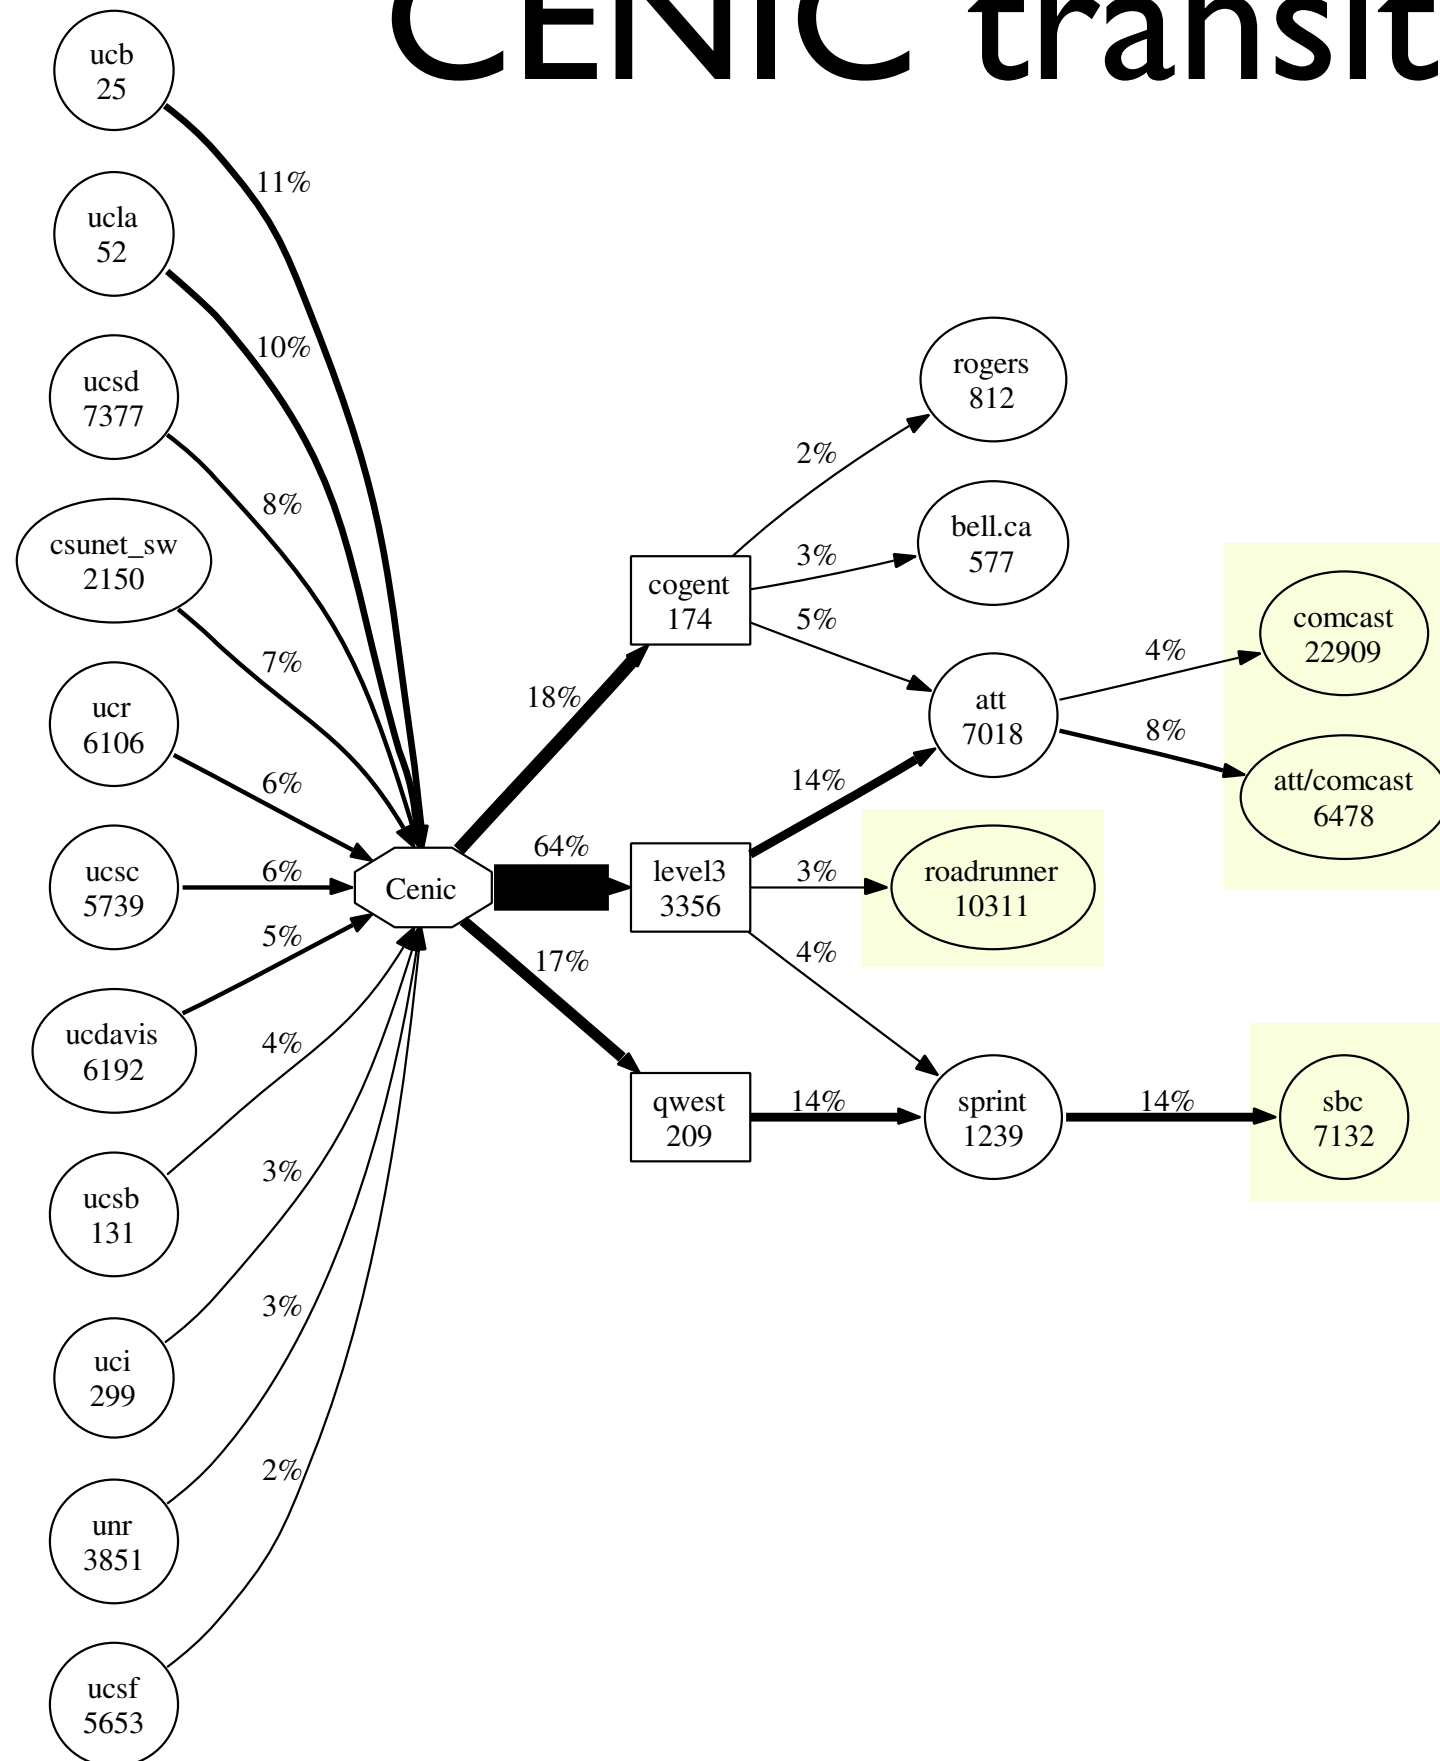 CENIC transit
ucb
25
11%
ucla
52
10%
ucsd
7377
8%
csunet_sw
2150
7%
ucr
6106
6%
ucsc
5739
6%
ucdavis
6192
5%
ucsb
131
4%
uci
299
3%
unr
3851
3%
ucsf
5653
2%
Cenic
18%
64%
17%
cogent
174
2%
3%
5%
level3
3356
14%
3%
4%
qwest
209
14%
rogers
812
bell.ca
577
att
7018
4%
8%
roadrunner
10311
sprint
1239
14%
comcast
22909
att/comcast
6478
sbc
7132